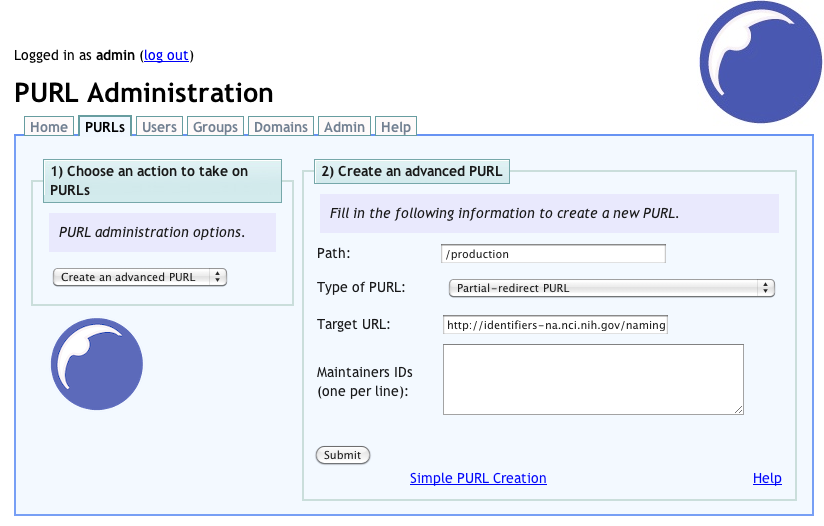 Logged in as admin (log out)
PURL Administration
Home PURLs Users Groups Domains Admin Help
1) Choose an action to take on
PURLs
PURL administration options.
Create an advanced PURL
2) Create an advanced PURL
Fill in the following information to create a new PURL.
Path: /production
Type of PURL: Partial-redirect PURL
Target URL: http://identifiers-na.nci.nih.gov/naming
Maintainers IDs
(one per line):
Submit
Simple PURL Creation Help